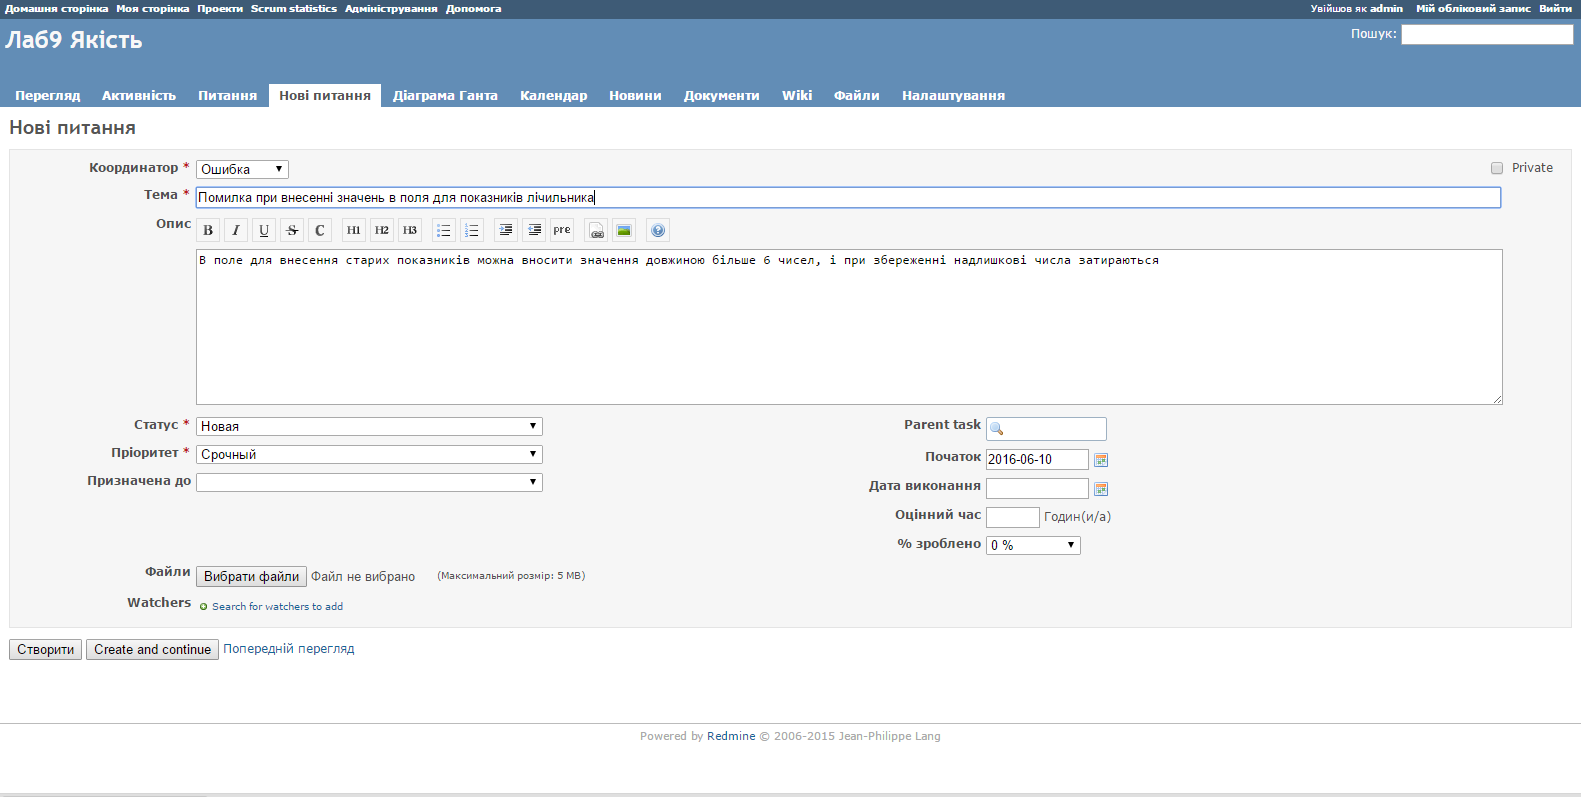 Домашня сторінка Моя сторінка Проекти Scrum statistics Адміністрування Допомога Увійшов як admin Мій обліковий запис Вийти
Лаб9 Якість Пошук:
Перегляд Активність Питання Нові питання Діаграма Ганта Календар Новини Документи Wiki Файли Налаштування
Нові питання
Координатор * Ошибка Private
Тема * Помилка при внесенні значень в поля для показників лічильника
Опис B I U S C H1 H2 H3 pre
В поле для внесення старих показників можна вносити значення довжиною більше 6 чисел, і при збереженні надлишкові числа затираються
Статус * Новая Parent task
Пріоритет * Срочный Початок 2016-06-10
Призначена до Дата виконання
Оцінний час Годин(и/а)
% зроблено 0 %
Файли Вибрати файли Файл не вибрано (Максимальний розмір: 5 MB)
Watchers Search for watchers to add
Створити Create and continue Попередній перегляд
Powered by Redmine © 2006-2015 Jean-Philippe Lang